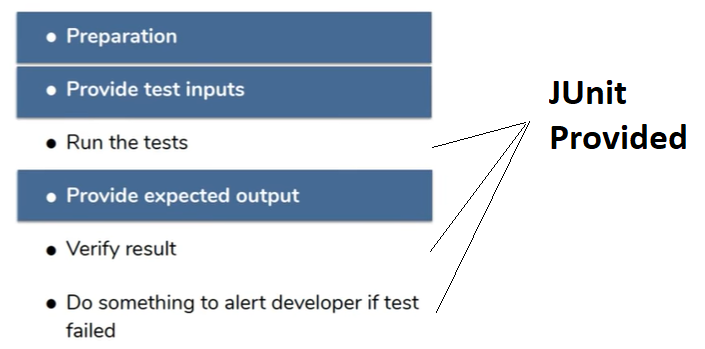 • Preparation
• Provide test inputs
• Run the tests
• Provide expected output
• Verify result
• Do something to alert developer if test
failed
JUnit
Provided